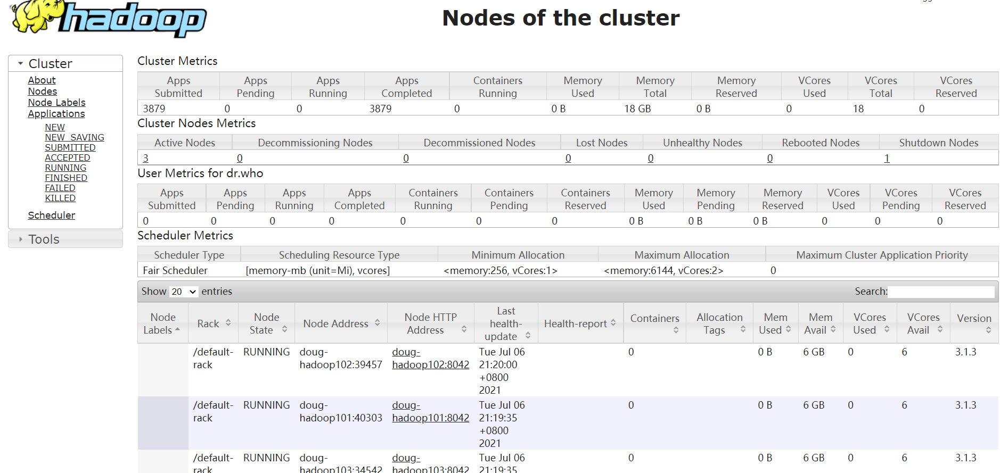 hadoop
Nodes of the cluster
Cluster
About
Nodes
Node Labels
Applications
NEW
NEW_SAVING
SUBMITTED
ACCEPTED
RUNNING
FINISHED
FAILED
KILLED
Scheduler
Tools
Cluster Metrics
Apps Submitted Apps Pending Apps Running Apps Completed Containers Running Memory Used Memory Total Memory Reserved VCores Used VCores Total VCores Reserved
3879 0 0 3879 0 0 B 18 GB 0 B 0 18 0
Cluster Nodes Metrics
Active Nodes Decommissioning Nodes Decommissioned Nodes Lost Nodes Unhealthy Nodes Rebooted Nodes Shutdown Nodes
3 0 0 0 0 0 1
User Metrics for dr.who
Apps Submitted Apps Pending Apps Running Apps Completed Containers Running Containers Pending Containers Reserved Memory Used Memory Pending Memory Reserved VCores Used VCores Pending VCores Reserved
0 0 0 0 0 0 0 0 B 0 B 0 B 0 0 0
Scheduler Metrics
Scheduler Type Scheduling Resource Type Minimum Allocation Maximum Allocation Maximum Cluster Application Priority
Fair Scheduler [memory-mb (unit=Mi), vcores] <memory:256, vCores:1> <memory:6144, vCores:2> 0
Show 20 entries Search:
Node Labels Rack Node State Node Address Node HTTP Address Last health-update Health-report Containers Allocation Tags Mem Used Mem Avail VCores Used VCores Avail Version
/default-rack RUNNING doug-hadoop102:39457 doug-hadoop102:8042 Tue Jul 06 21:20:00 +0800 2021 0 0 B 6 GB 0 6 3.1.3
/default-rack RUNNING doug-hadoop101:40303 doug-hadoop101:8042 Tue Jul 06 21:19:35 +0800 2021 0 0 B 6 GB 0 6 3.1.3
/default-rack RUNNING doug-hadoop103:34542 doug-hadoop103:8042 Tue Jul 06 21:19:35 0 0 B 6 GB 0 6 3.1.3